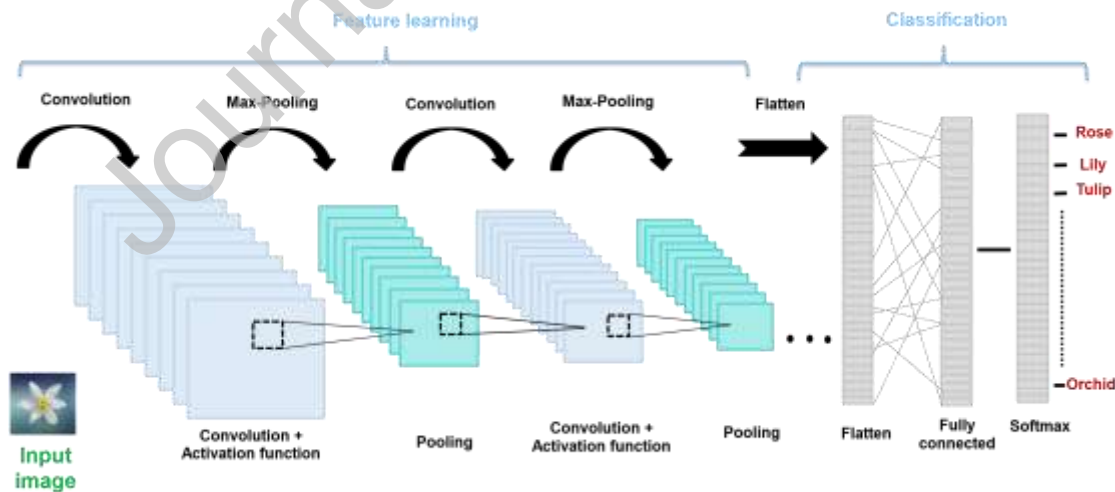 Feature learning
Classification
Convolution
Max-Pooling
Convolution
Max-Pooling
Flatten
Rose
Lily
Tulip
Orchid
Input
image
Convolution +
Activation function
Pooling
Convolution +
Activation function
Pooling
Flatten
Fully
connected
Softmax
Journa